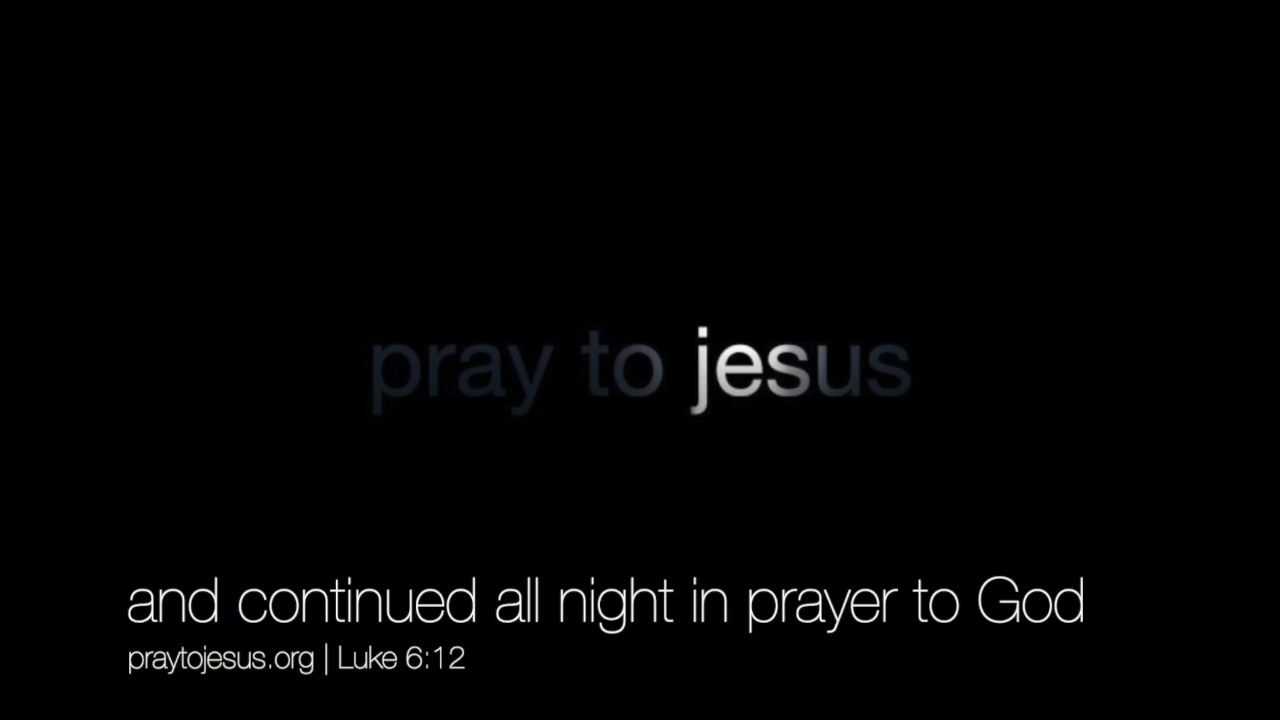 pray to jesus
and continued all night in prayer to God
praytojesus.org | Luke 6:12